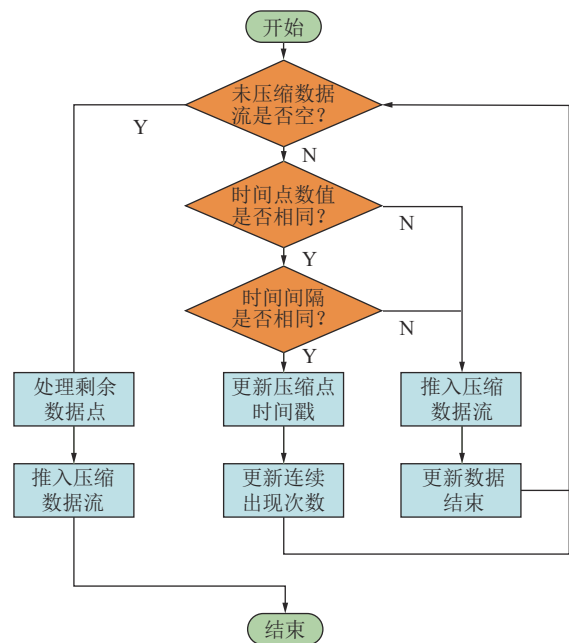 开始
未压缩数据
流是否空？
Y
N
时间点数值
是否相同？
N
Y
时间间隔
是否相同？
N
Y
处理剩余
数据点
更新压缩点
时间戳
推入压缩
数据流
推入压缩
数据流
更新连续
出现次数
更新数据
结束
结束